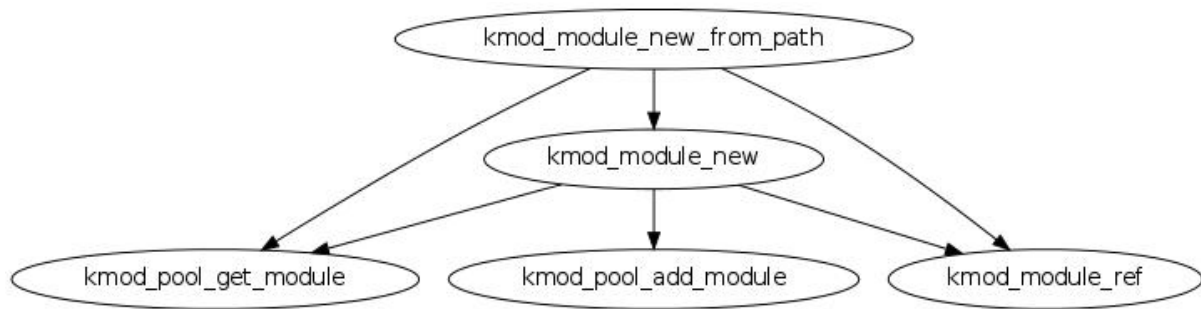 kmod_module_new_from_path
kmod_module_new
kmod_pool_get_module
kmod_pool_add_module
kmod_module_ref